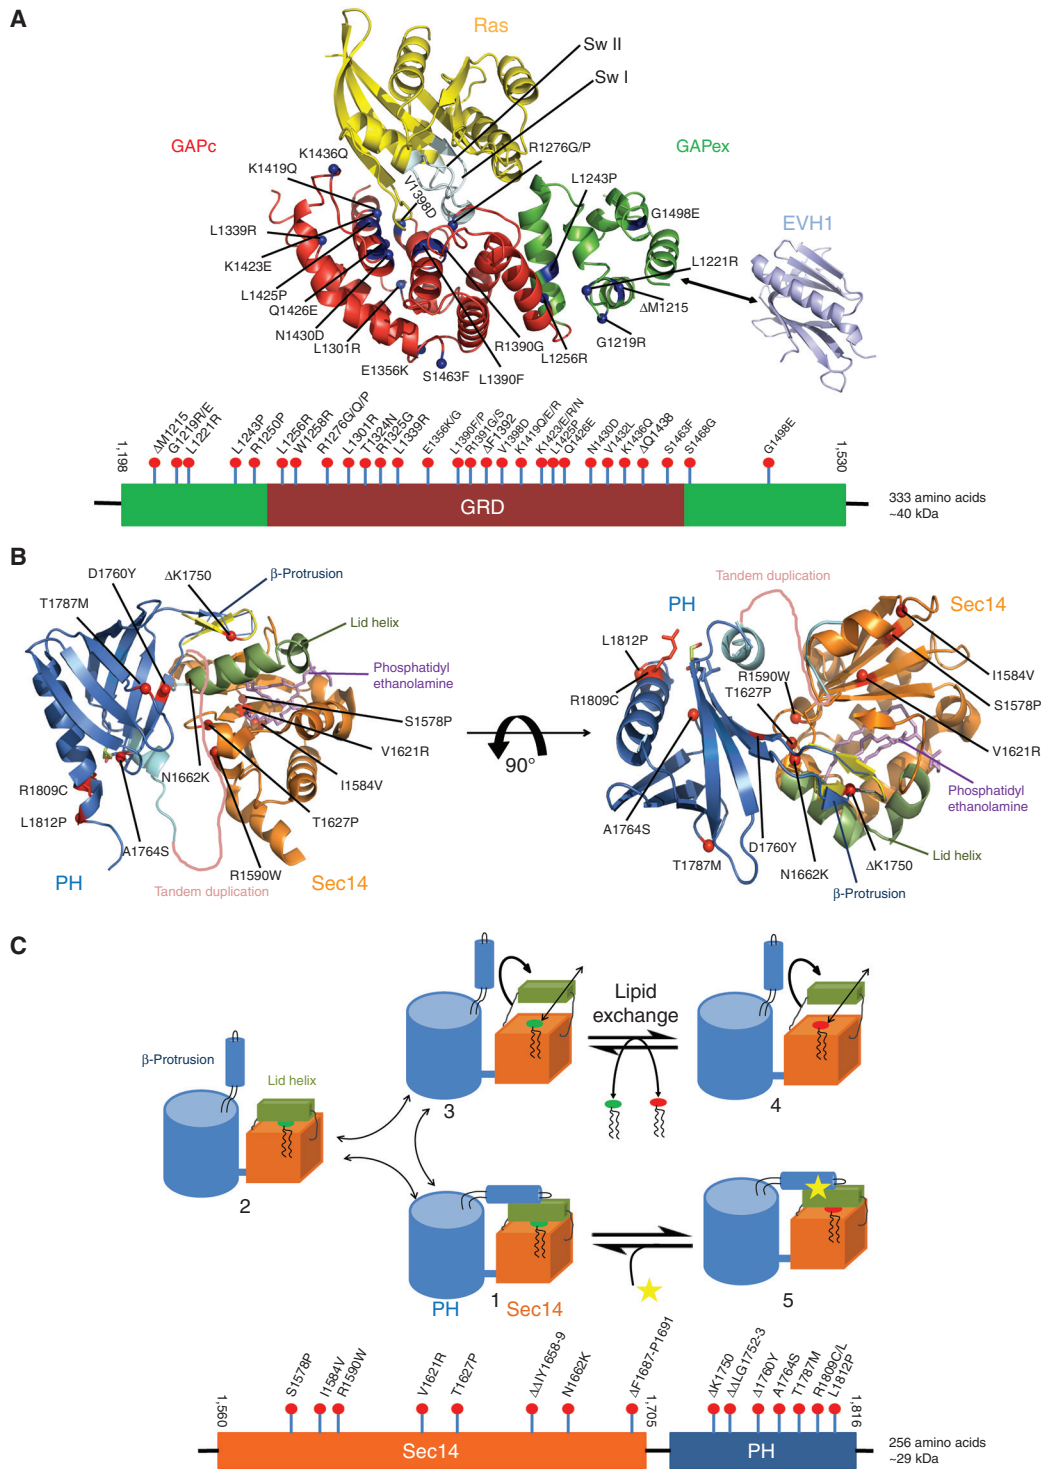 A
Ras
Sw II
Sw I
GAPc
K1436Q
R1276G/P
GAPex
K1419Q
V1398D
L1243P
G1498E
EVH1
L1339R
K1423E
L1221R
L1425P
Q1426E
ΔM1215
N1430D
G1219R
L1301R
R1390G
L1256R
E1356K
S1463F
L1390F
1,198
ΔM1215
G1219R/E
L1221R
L1243P
R1250P
L1256R
W1258R
R1276G/Q/P
L1301R
T1324N
R1325G
L1339R
E1356K/G
L1390F/P
R1391G/S
ΔF1392
V1398D
K1419Q/E/R
K1423/E/R/N
L1425P
Q1426E
N1430D
V1432L
K1436Q
ΔQ1438
S1463F
S1468G
G1498E
1,530
GRD
333 amino acids
~40 kDa
B
D1760Y
ΔK1750
β-Protrusion
T1787M
Lid helix
Phosphatidyl
ethanolamine
S1578P
V1621R
N1662K
I1584V
R1809C
L1812P
T1627P
A1764S
R1590W
PH
Tandem duplication
Sec14
90°
Tandem duplication
PH
Sec14
L1812P
R1590W
I1584V
R1809C
T1627P
S1578P
V1621R
Phosphatidyl
ethanolamine
A1764S
D1760Y
Lid helix
T1787M
N1662K
ΔK1750
β-Protrusion
C
Lipid
exchange
β-Protrusion
Lid helix
3
4
2
1
5
PH
Sec14
1,560
S1578P
I1584V
R1590W
V1621R
T1627P
ΔΔIY1658-9
N1662K
ΔF1687-P1691
1,705
ΔK1750
ΔΔLG1752-3
Δ1760Y
A1764S
T1787M
R1809C/L
L1812P
1,816
Sec14
PH
256 amino acids
~29 kDa